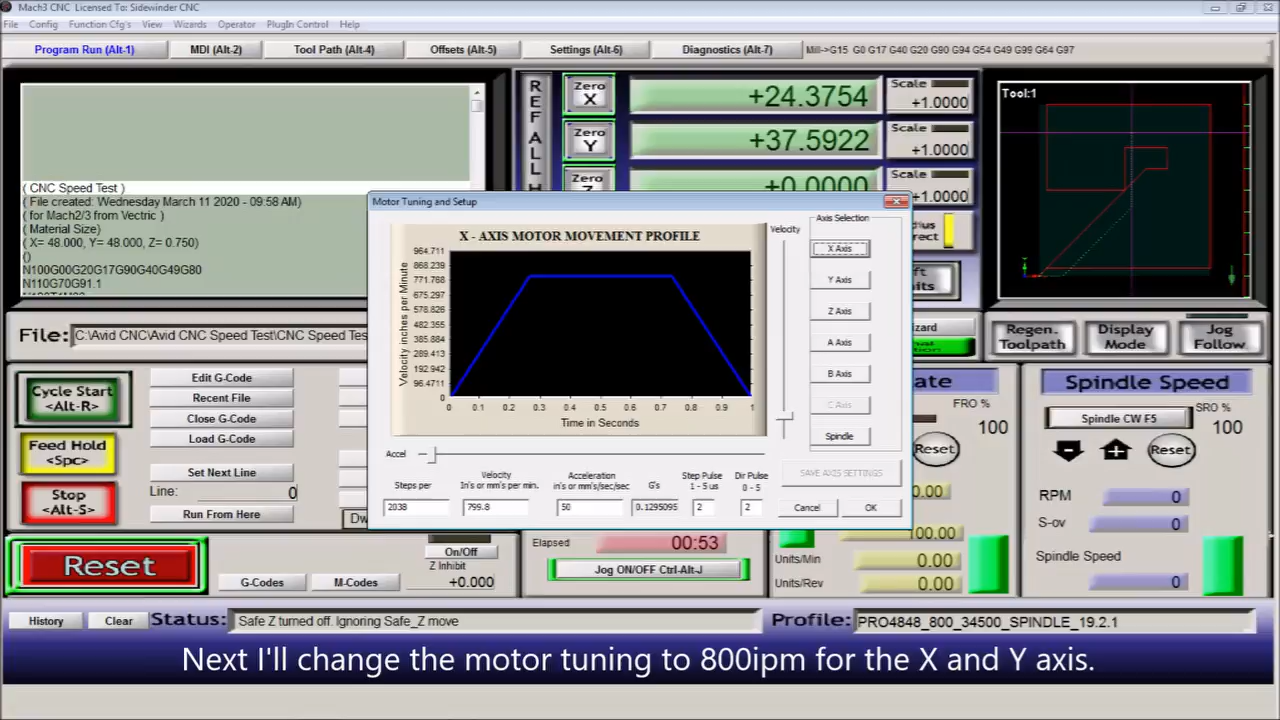 Mach3 CNC Licensed To: Sidewinder CNC
File Config Function Cfg's View Wizards Operator PlugIn Control Help
Program Run (Alt-1) MDI (Alt-2) Tool Path (Alt-4) Offsets (Alt-5) Settings (Alt-6) Diagnostics (Alt-7) Mill->G15 G0 G17 G40 G20 G90 G94 G54 G49 G99 G64 G97
( CNC Speed Test )
( File created: Wednesday March 11 2020 - 09:58 AM)
( for Mach2/3 from Vectric )
( Material Size)
( X= 48.000, Y= 48.000, Z= 0.750)
()
N100G00G20G17G90G40G49G80
N110G70G91.1
REF ALL H
Zero X +24.3754 Scale +1.0000
Zero Y +37.5922 Scale +1.0000
Zero +0.0000 Scale +1.0000
Tool:1
Motor Tuning and Setup
X - AXIS MOTOR MOVEMENT PROFILE
Velocity inches per Minute
964.711
868.239
771.768
675.297
578.826
482.355
385.884
289.413
192.942
96.4711
0
0 0.1 0.2 0.3 0.4 0.5 0.6 0.7 0.8 0.9 1
Time in Seconds
Velocity
Axis Selection
X Axis
Y Axis
Z Axis
A Axis
B Axis
C Axis
Spindle
Accel
Steps per
2038
Velocity
In's or mm's per min.
799.8
Acceleration
in's or mm's/sec/sec
50
G's
0.1295095
Step Pulse
1 - 5 us
2
Dir Pulse
0 - 5
2
SAVE AXIS SETTINGS
Cancel OK
File: C:\Avid CNC\Avid CNC Speed Test\CNC Speed Tes
Regen. Toolpath
Display Mode
Jog Follow
Cycle Start
<Alt-R>
Feed Hold
<Spc>
Stop
<Alt-S>
Reset
Edit G-Code
Recent File
Close G-Code
Load G-Code
Set Next Line
Line: 0
Run From Here
On/Off
Z Inhibit
+0.000
G-Codes M-Codes
Elapsed 00:53
Jog ON/OFF Ctrl-Alt-J
FRO %
100
Reset
100.00
Units/Min 0.00
Units/Rev 0.00
Spindle Speed
Spindle CW F5
SRO %
100
Reset
RPM 0
S-ov 0
Spindle Speed 0
History Clear Status: Safe Z turned off. Ignoring Safe_Z move Profile: PRO4848_800_34500_SPINDLE_19.2.1
Next I'll change the motor tuning to 800ipm for the X and Y axis.